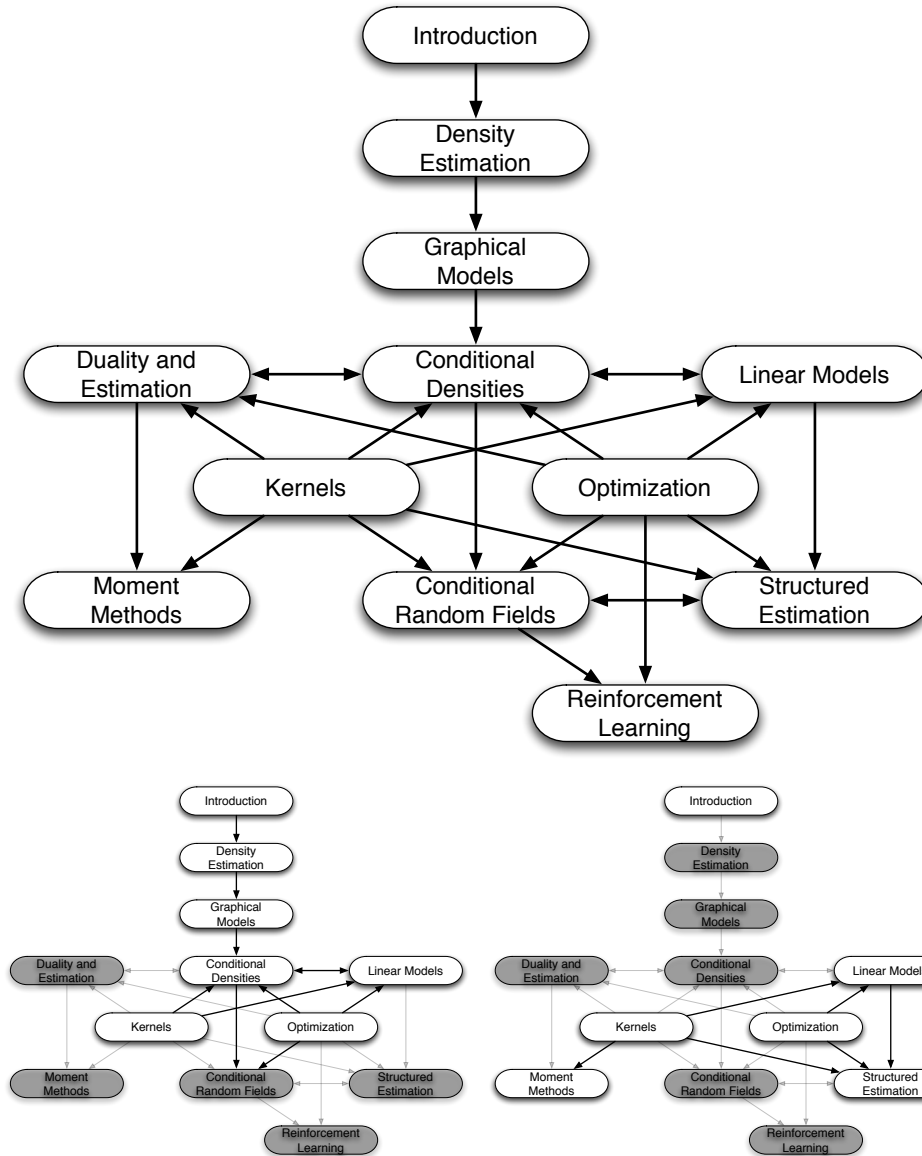 Introduction
Density
Estimation
Graphical
Models
Duality and
Estimation
Conditional
Densities
Linear Models
Kernels
Optimization
Moment
Methods
Conditional
Random Fields
Structured
Estimation
Reinforcement
Learning
Introduction
Density
Estimation
Graphical
Models
Duality and
Estimation
Conditional
Densities
Linear Models
Kernels
Optimization
Moment
Methods
Conditional
Random Fields
Structured
Estimation
Reinforcement
Learning
Introduction
Density
Estimation
Graphical
Models
Duality and
Estimation
Conditional
Densities
Linear Models
Kernels
Optimization
Moment
Methods
Conditional
Random Fields
Structured
Estimation
Reinforcement
Learning